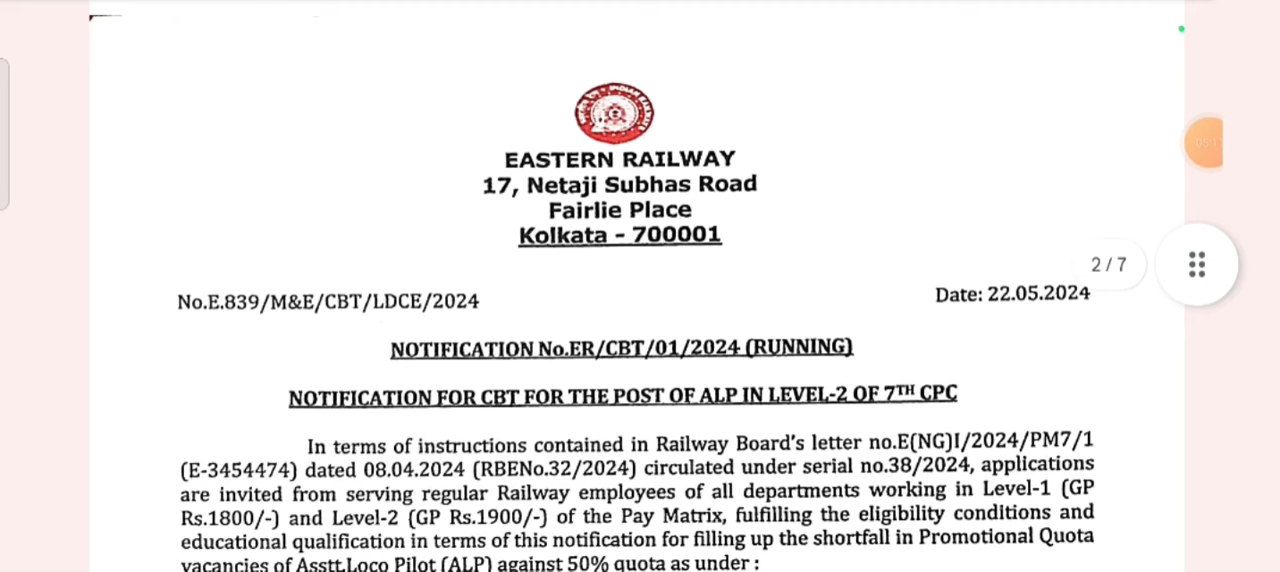 EASTERN RAILWAY
17, Netaji Subhas Road
Fairlie Place
Kolkata - 700001
2 / 7
No.E.839/M&E/CBT/LDCE/2024
Date: 22.05.2024
NOTIFICATION No.ER/CBT/01/2024 (RUNNING)
NOTIFICATION FOR CBT FOR THE POST OF ALP IN LEVEL-2 OF 7TH CPC
In terms of instructions contained in Railway Board's letter no.E(NG)I/2024/PM7/1
(E-3454474) dated 08.04.2024 (RBENo.32/2024) circulated under serial no.38/2024, applications
are invited from serving regular Railway employees of all departments working in Level-1 (GP
Rs.1800/-) and Level-2 (GP Rs.1900/-) of the Pay Matrix, fulfilling the eligibility conditions and
educational qualification in terms of this notification for filling up the shortfall in Promotional Quota
vacancies of Asstt.Loco Pilot (ALP) against 50% quota as under :